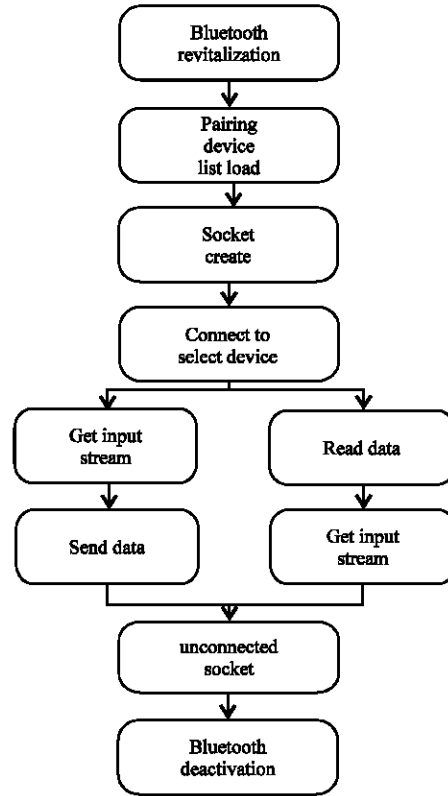 Bluetooth
revitalization
Pairing
device
list load
Socket
create
Connect to
select device
Get input
stream
Read data
Send data
Get input
stream
unconnected
socket
Bluetooth
deactivation